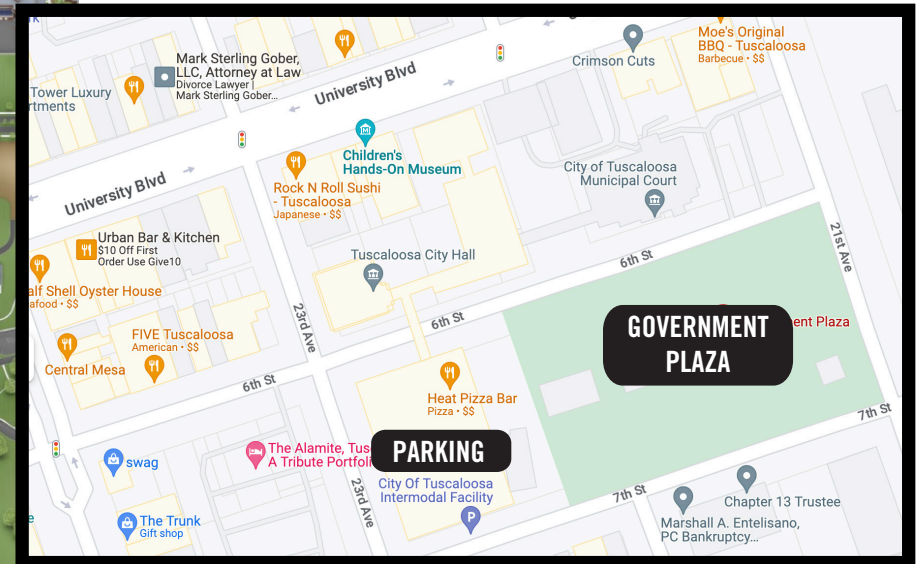 Moe's Original
BBQ - Tuscaloosa
Barbecue • $$
Crimson Cuts
Mark Sterling Gober,
LLC, Attorney at Law
Divorce Lawyer |
Mark Sterling Gober...
Tower Luxury
University Blvd
Children's
Hands-On Museum
City of Tuscaloosa
Municipal Court
Rock N Roll Sushi
- Tuscaloosa
Japanese • $$
University Blvd
Urban Bar & Kitchen
$10 Off First
Order Use Give10
Tuscaloosa City Hall
6th St
21st Ave
alf Shell Oyster House
afood • $$
23rd Ave
6th St
GOVERNMENT
PLAZA
ent Plaza
FIVE Tuscaloosa
American • $$
Central Mesa
6th St
Heat Pizza Bar
Pizza • $$
7th St
The Alamite, Tus
A Tribute Portfoli
PARKING
swag
City Of Tuscaloosa
Intermodal Facility
P
23rd Ave
7th St
Chapter 13 Trustee
The Trunk
Gift shop
Marshall A. Entelisano,
PC Bankruptcy...